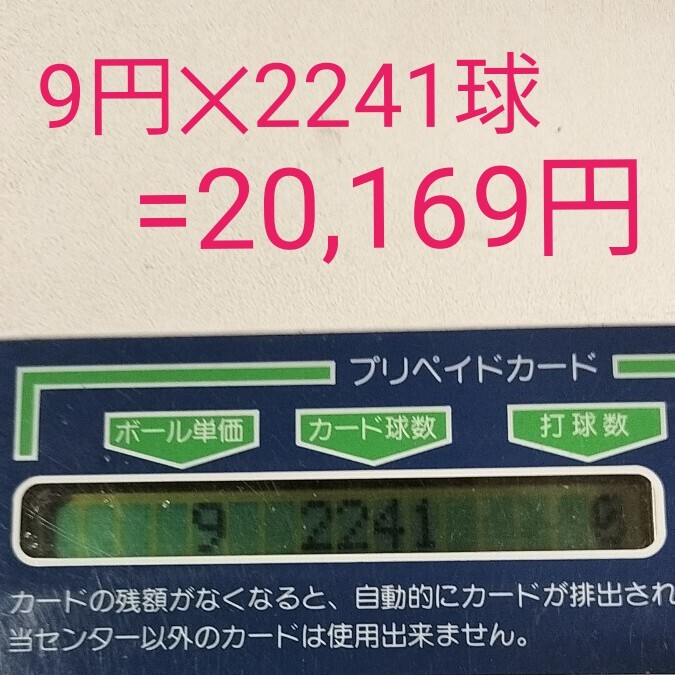 9円×2241球
=20,169円
プリペイドカード
ボール単価 カード球数 打球数
9 2241 0
カードの残額がなくなると、自動的にカードが排出され
当センター以外のカードは使用出来ません。